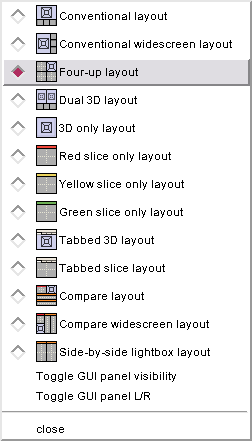 Conventional layout
Conventional widescreen layout
Four-up layout
Dual 3D layout
3D only layout
Red slice only layout
Yellow slice only layout
Green slice only layout
Tabbed 3D layout
Tabbed slice layout
Compare layout
Compare widescreen layout
Side-by-side lightbox layout
Toggle GUI panel visibility
Toggle GUI panel L/R
close